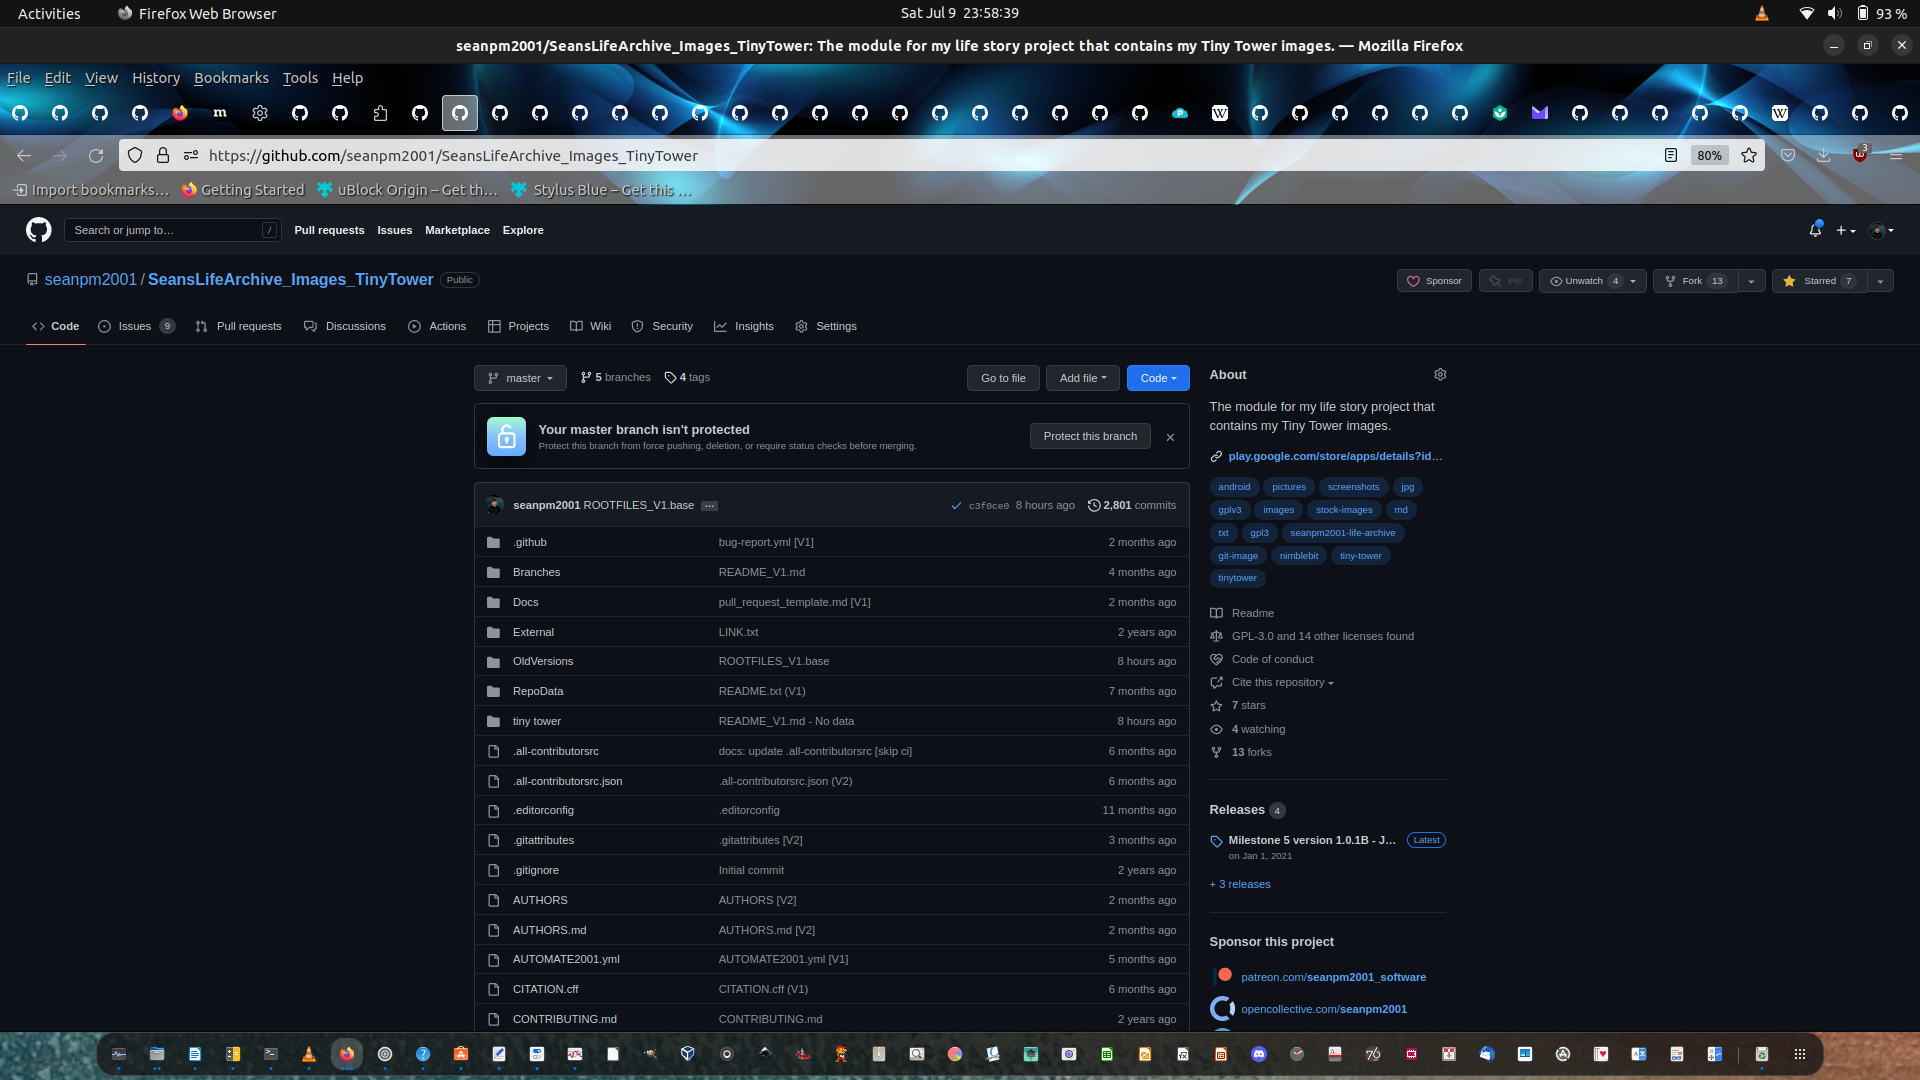 Activities Firefox Web Browser Sat Jul 9 23:58:39 93 %
seanpm2001/SeansLifeArchive_Images_TinyTower: The module for my life story project that contains my Tiny Tower images. — Mozilla Firefox
File Edit View History Bookmarks Tools Help
https://github.com/seanpm2001/SeansLifeArchive_Images_TinyTower 80% 3
Import bookmarks… Getting Started uBlock Origin – Get th… Stylus Blue – Get this …
Search or jump to… / Pull requests Issues Marketplace Explore
seanpm2001 / SeansLifeArchive_Images_TinyTower Public Sponsor Pin Unwatch 4 Fork 13 Starred 7
Code Issues 9 Pull requests Discussions Actions Projects Wiki Security Insights Settings
master 5 branches 4 tags Go to file Add file Code
Your master branch isn't protected
Protect this branch from force pushing, deletion, or require status checks before merging.
Protect this branch
seanpm2001 ROOTFILES_V1.base … c3f0ce0 8 hours ago 2,801 commits
.github bug-report.yml [V1] 2 months ago
Branches README_V1.md 4 months ago
Docs pull_request_template.md [V1] 2 months ago
External LINK.txt 2 years ago
OldVersions ROOTFILES_V1.base 8 hours ago
RepoData README.txt (V1) 7 months ago
tiny tower README_V1.md - No data 8 hours ago
.all-contributorsrc docs: update .all-contributorsrc [skip ci] 6 months ago
.all-contributorsrc.json .all-contributorsrc.json (V2) 6 months ago
.editorconfig .editorconfig 11 months ago
.gitattributes .gitattributes [V2] 3 months ago
.gitignore Initial commit 2 years ago
AUTHORS AUTHORS [V2] 2 months ago
AUTHORS.md AUTHORS.md [V2] 2 months ago
AUTOMATE2001.yml AUTOMATE2001.yml [V1] 5 months ago
CITATION.cff CITATION.cff (V1) 6 months ago
CONTRIBUTING.md CONTRIBUTING.md 2 years ago
About
The module for my life story project that
contains my Tiny Tower images.
play.google.com/store/apps/details?id…
android pictures screenshots jpg
gplv3 images stock-images md
txt gpl3 seanpm2001-life-archive
git-image nimblebit tiny-tower
tinytower
Readme
GPL-3.0 and 14 other licenses found
Code of conduct
Cite this repository
7 stars
4 watching
13 forks
Releases 4
Milestone 5 version 1.0.1B - J… Latest
on Jan 1, 2021
+ 3 releases
Sponsor this project
patreon.com/seanpm2001_software
opencollective.com/seanpm2001